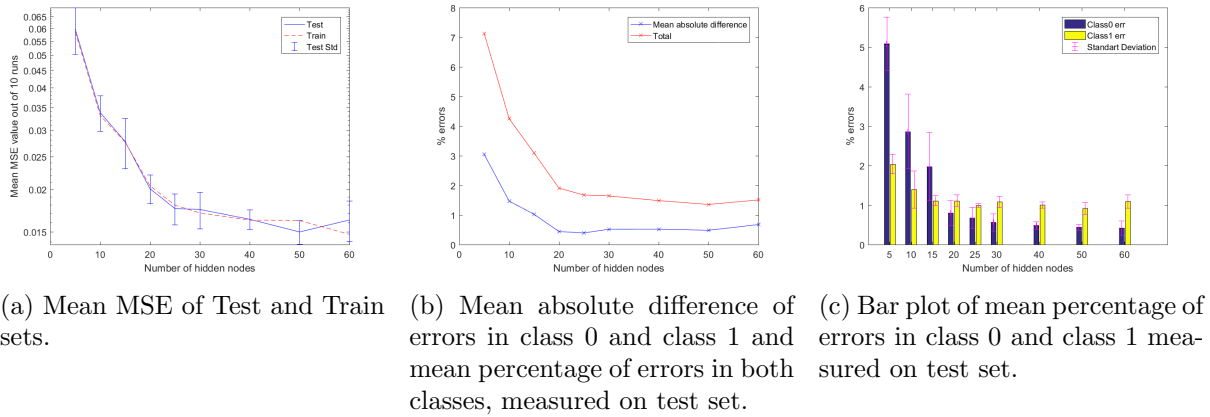 0.065
0.06
0.055
0.05
0.045
0.04
0.035
0.03
0.025
0.02
0.015
Mean MSE value out of 10 runs
Test
Train
Test Std
0 10 20 30 40 50 60
Number of hidden nodes
8
7
6
5
4
3
2
1
0
% errors
Mean absolute difference
Total
0 10 20 30 40 50 60
Number of hidden nodes
6
5
4
3
2
1
0
% errors
Class0 err
Class1 err
Standart Deviation
5 10 15 20 25 30 40 50 60
Number of hidden nodes
(a) Mean MSE of Test and Train
sets.
(b) Mean absolute difference of
errors in class 0 and class 1 and
mean percentage of errors in both
classes, measured on test set.
(c) Bar plot of mean percentage of
errors in class 0 and class 1 mea-
sured on test set.